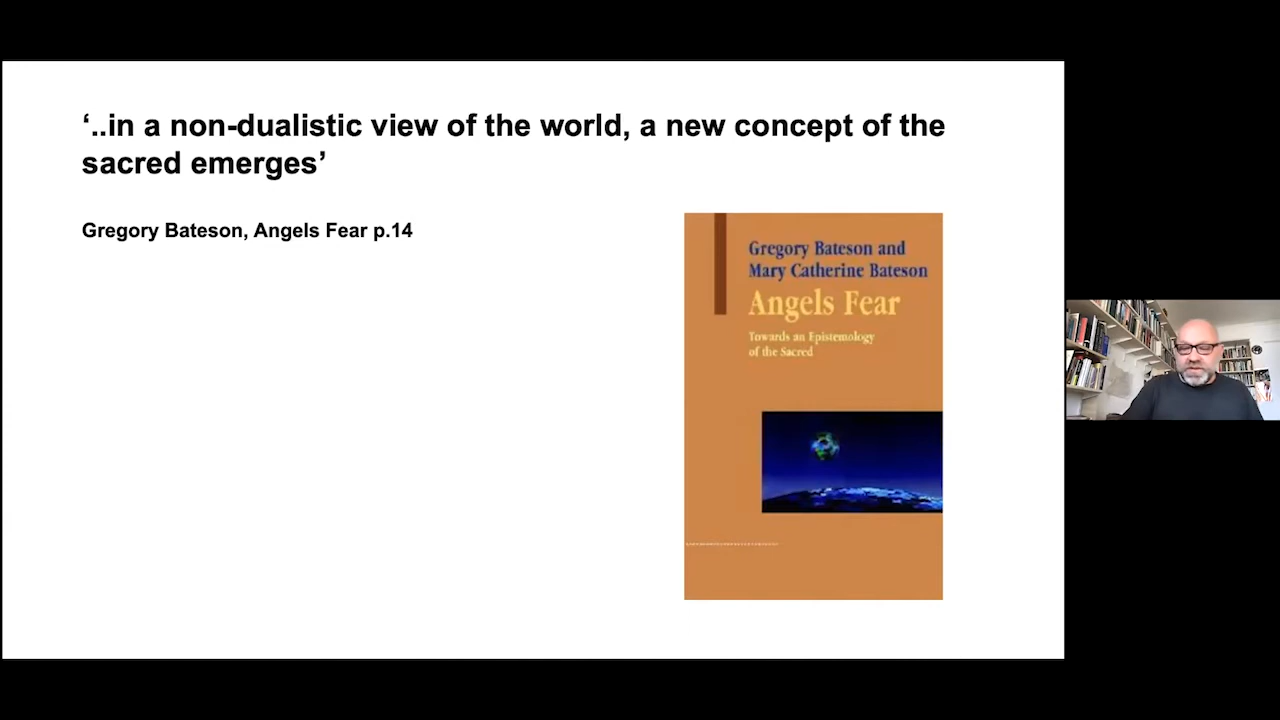 ‘..in a non-dualistic view of the world, a new concept of the
sacred emerges’
Gregory Bateson, Angels Fear p.14
Gregory Bateson and
Mary Catherine Bateson
Angels Fear
Towards an Epistemology
of the Sacred